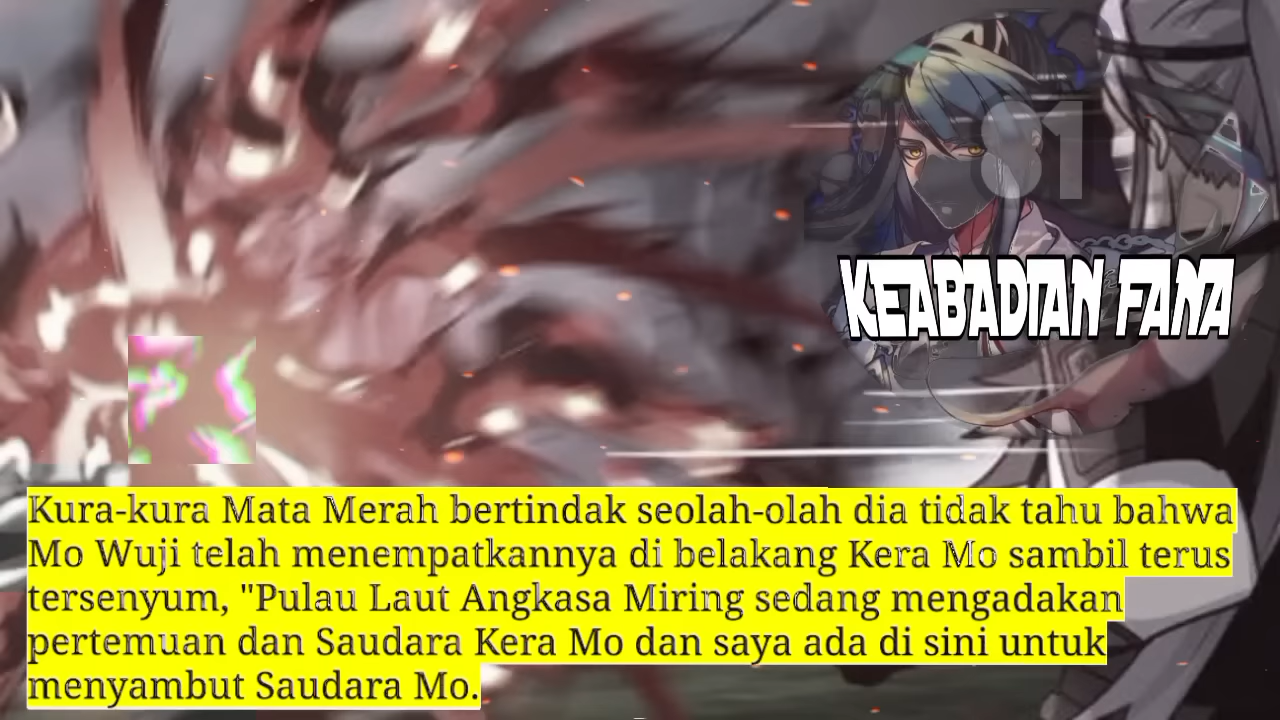 81
KEABADIAN FANA
Kura-kura Mata Merah bertindak seolah-olah dia tidak tahu bahwa
Mo Wuji telah menempatkannya di belakang Kera Mo sambil terus
tersenyum, "Pulau Laut Angkasa Miring sedang mengadakan
pertemuan dan Saudara Kera Mo dan saya ada di sini untuk
menyambut Saudara Mo.